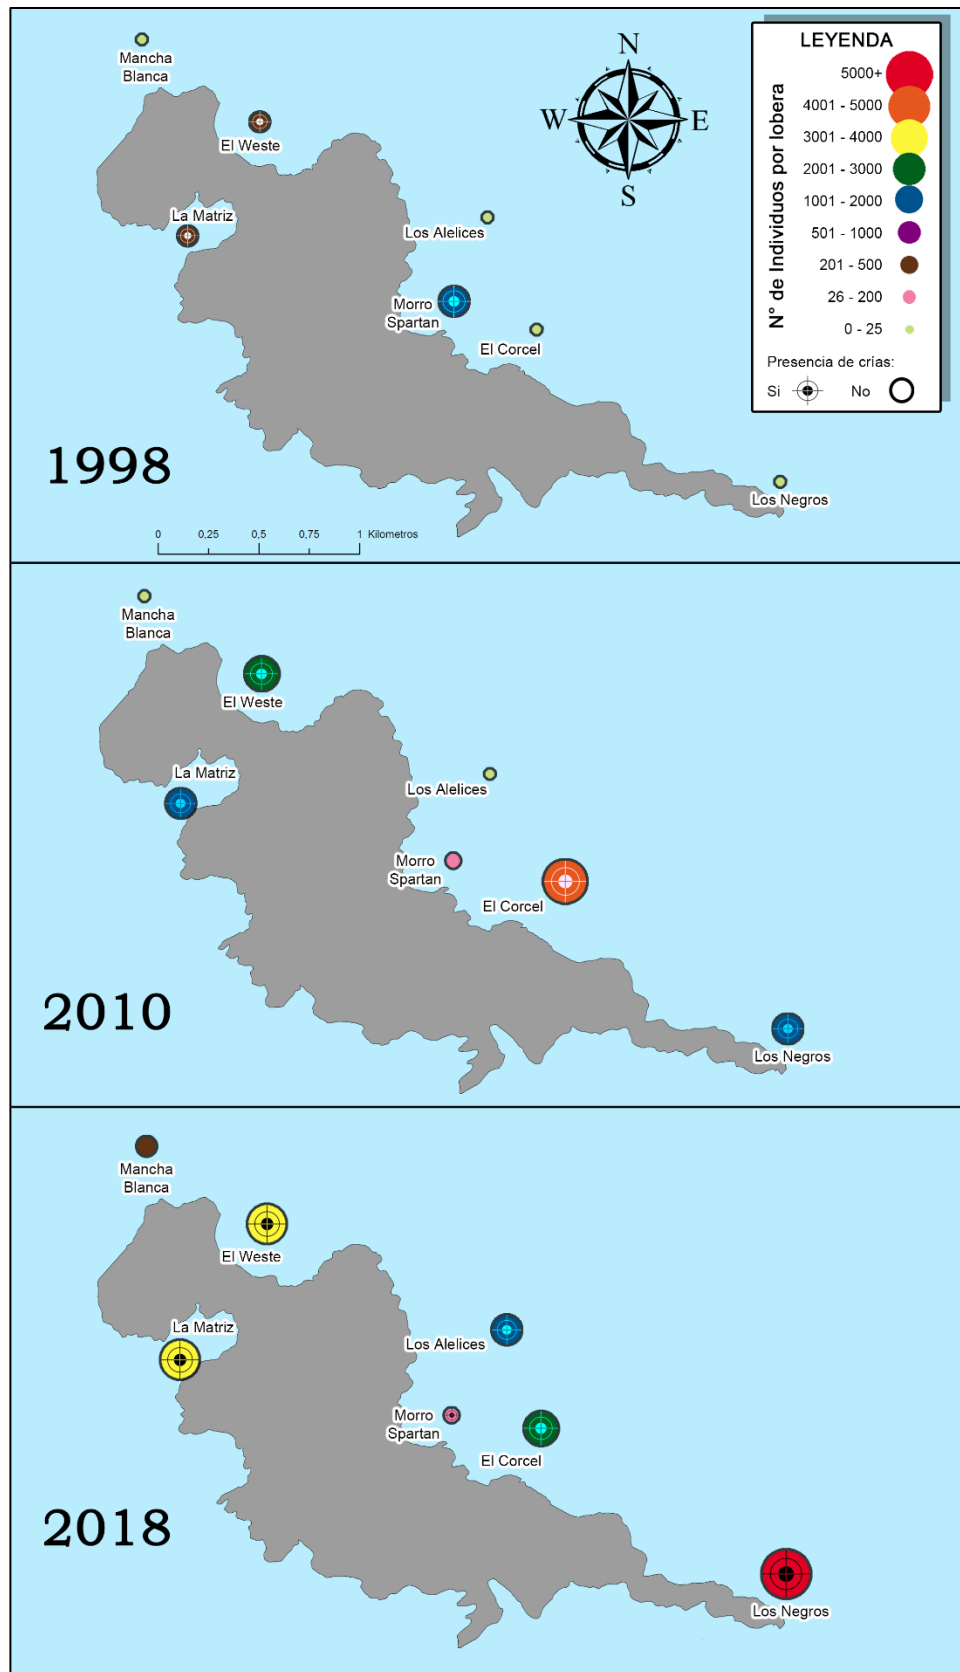 Mancha
Blanca
El Weste
La Matriz
Los Alelices
Morro
Spartan
El Corcel
Los Negros
1998
0 0,25 0,5 0,75 1 Kilometros
N
W E
S
LEYENDA
N° de Individuos por lobera
5000+
4001 - 5000
3001 - 4000
2001 - 3000
1001 - 2000
501 - 1000
201 - 500
26 - 200
0 - 25
Presencia de crías:
Si No
Mancha
Blanca
El Weste
La Matriz
Los Alelices
Morro
Spartan
El Corcel
2010
Los Negros
Mancha
Blanca
El Weste
La Matriz
Los Alelices
Morro
Spartan
El Corcel
2018
Los Negros